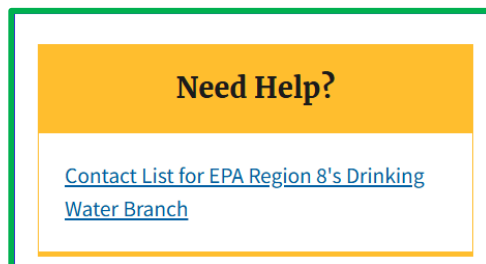 Need Help?
Contact List for EPA Region 8's Drinking
Water Branch